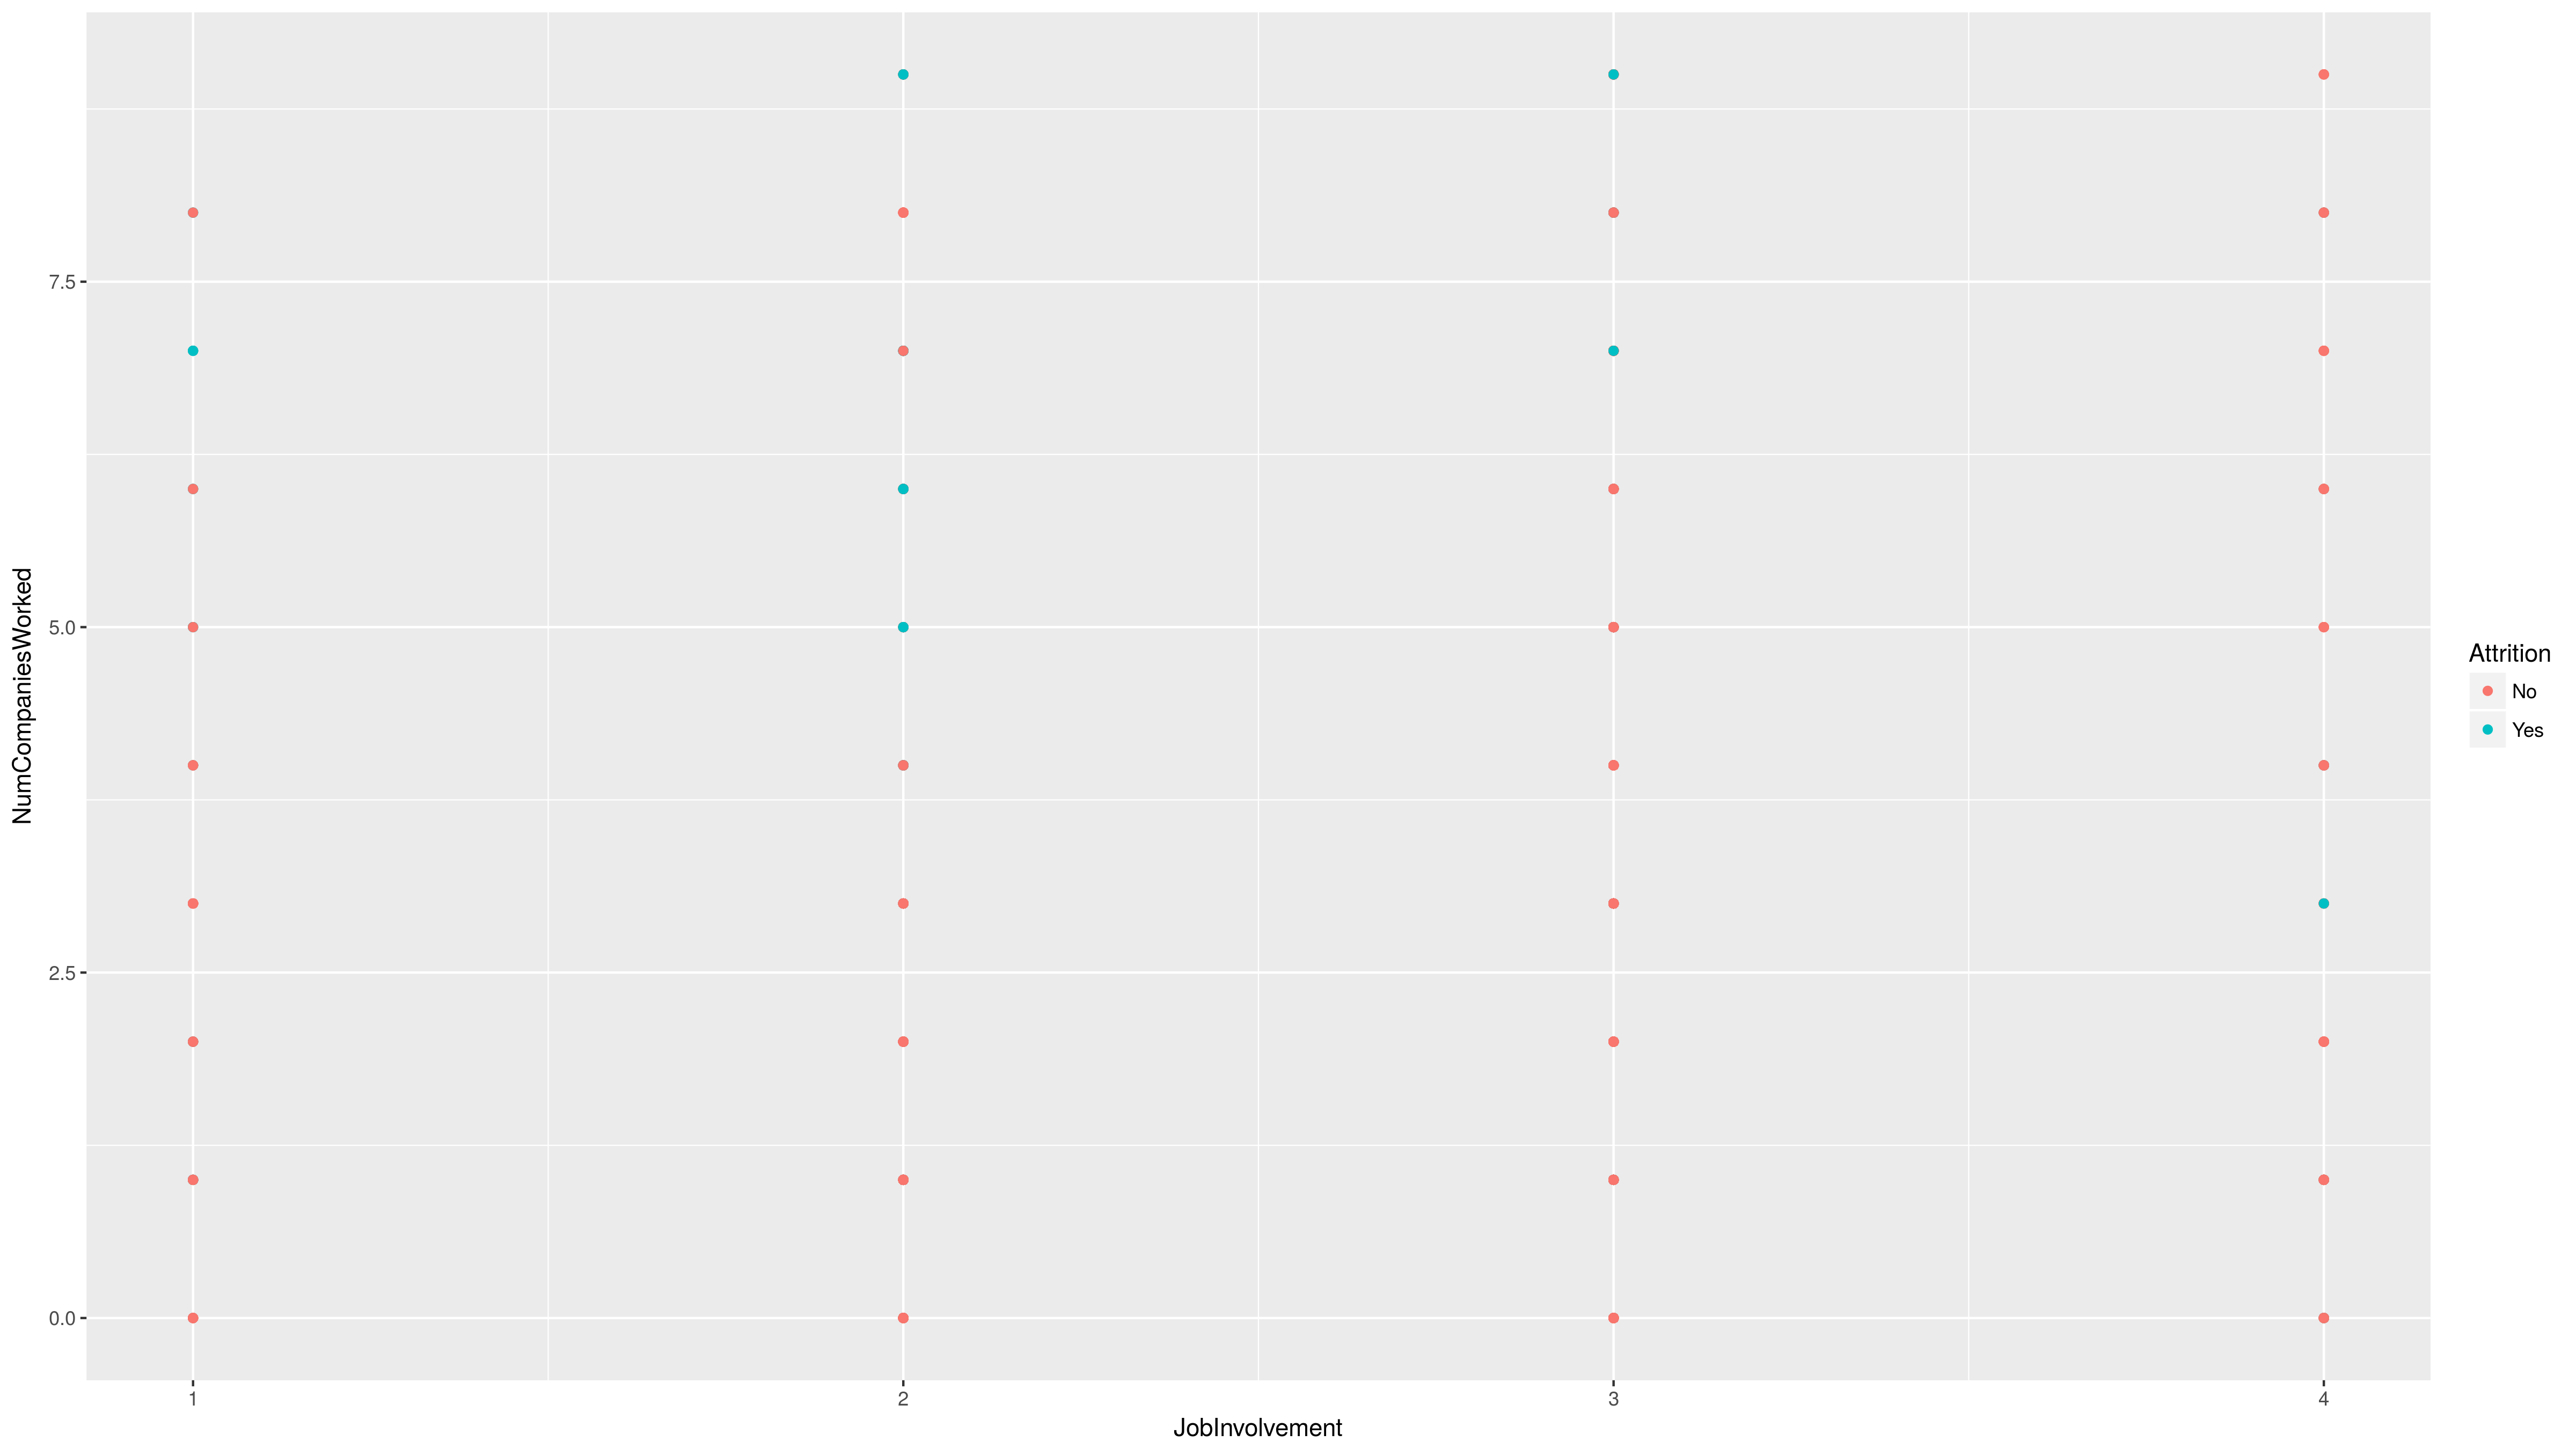 NumCompaniesWorked
7.5
5.0
2.5
0.0
1 2 3 4
JobInvolvement
Attrition
No
Yes